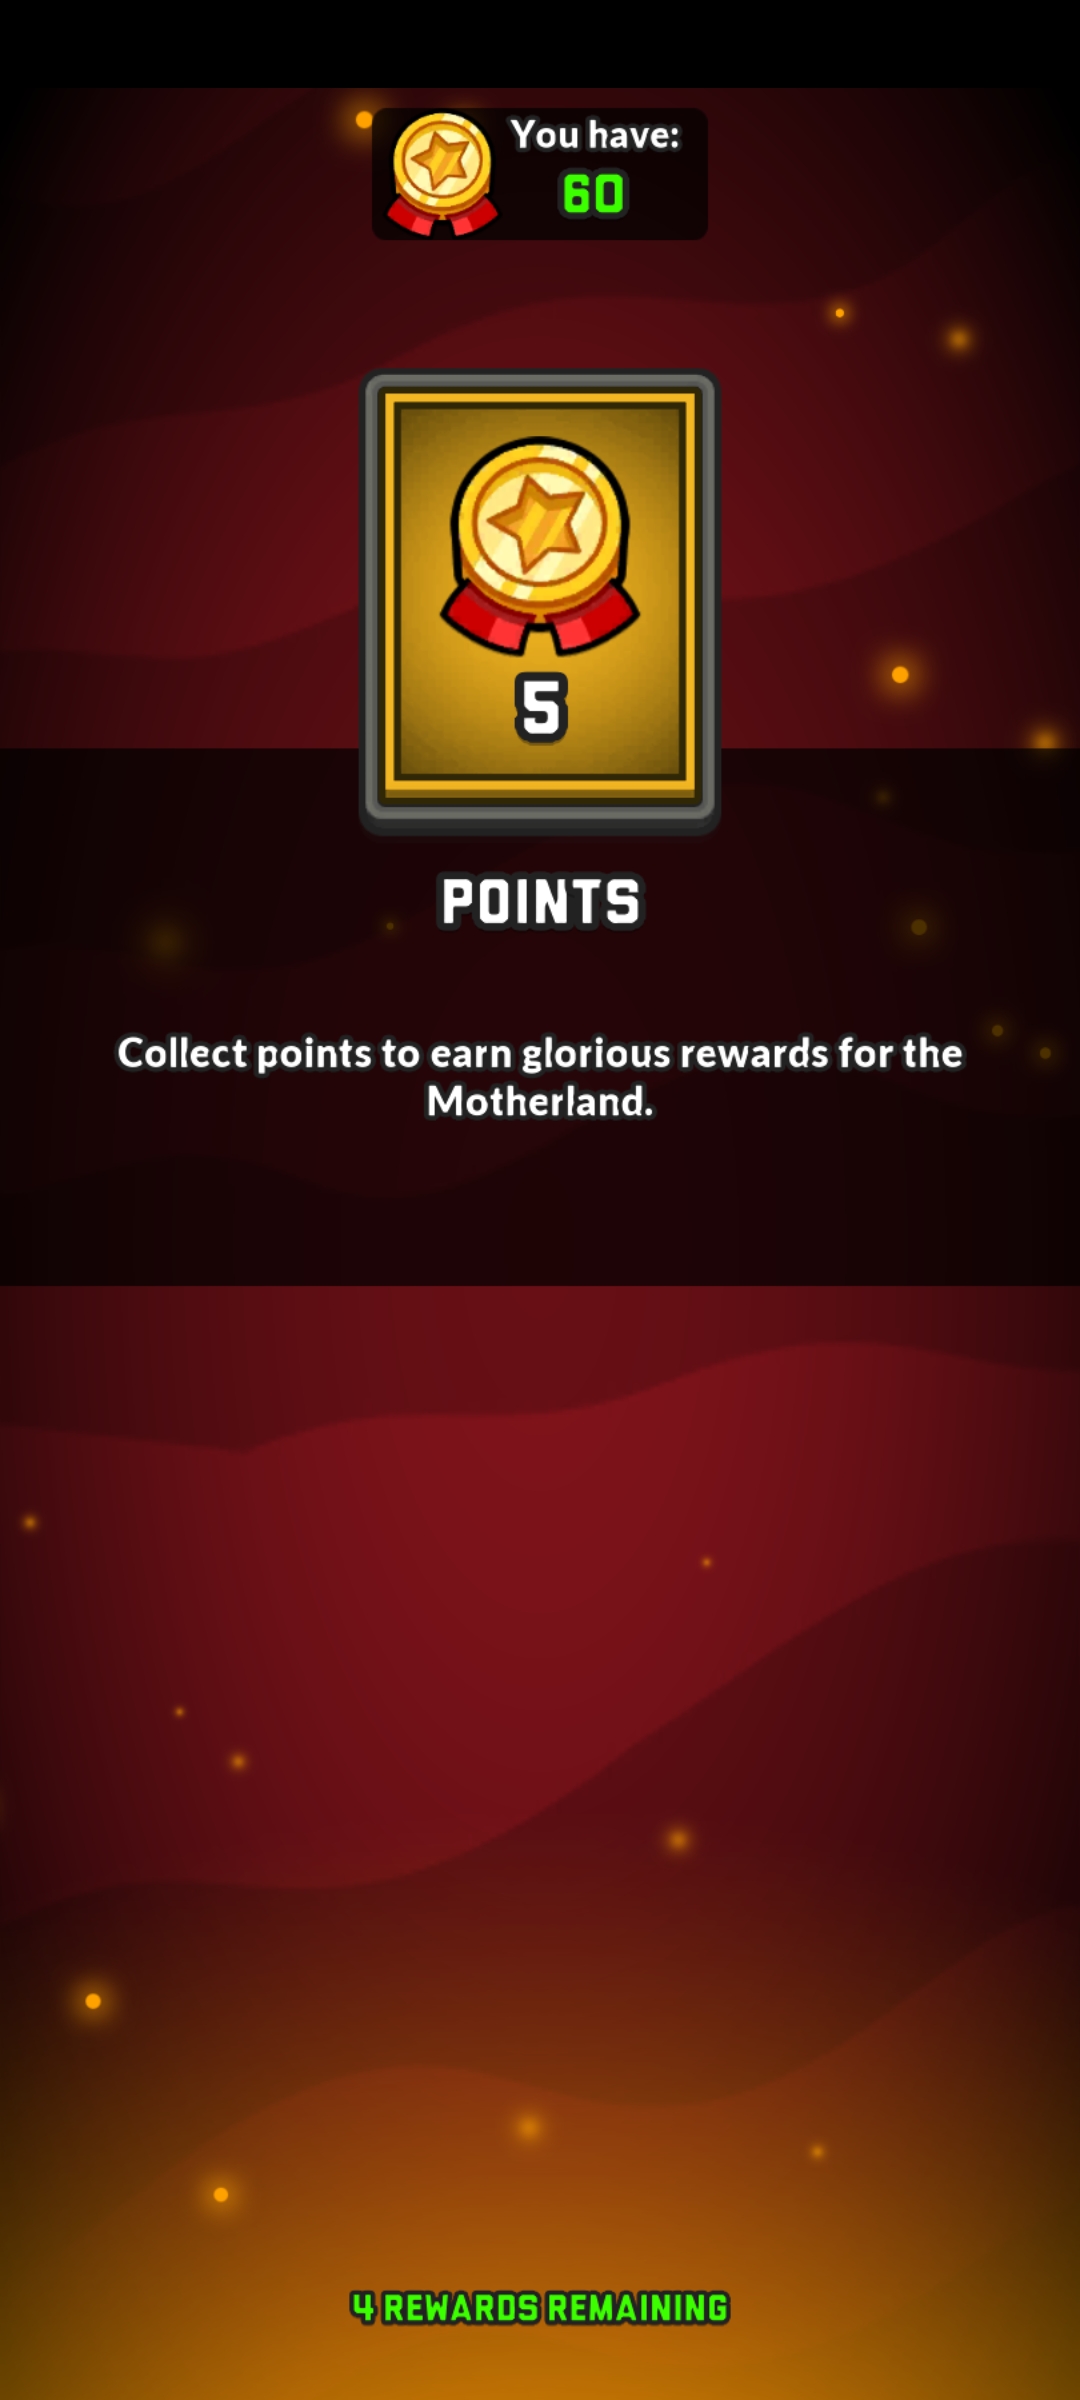 You have:
60
5
POINTS
Collect points to earn glorious rewards for the
Motherland.
4 REWARDS REMAINING